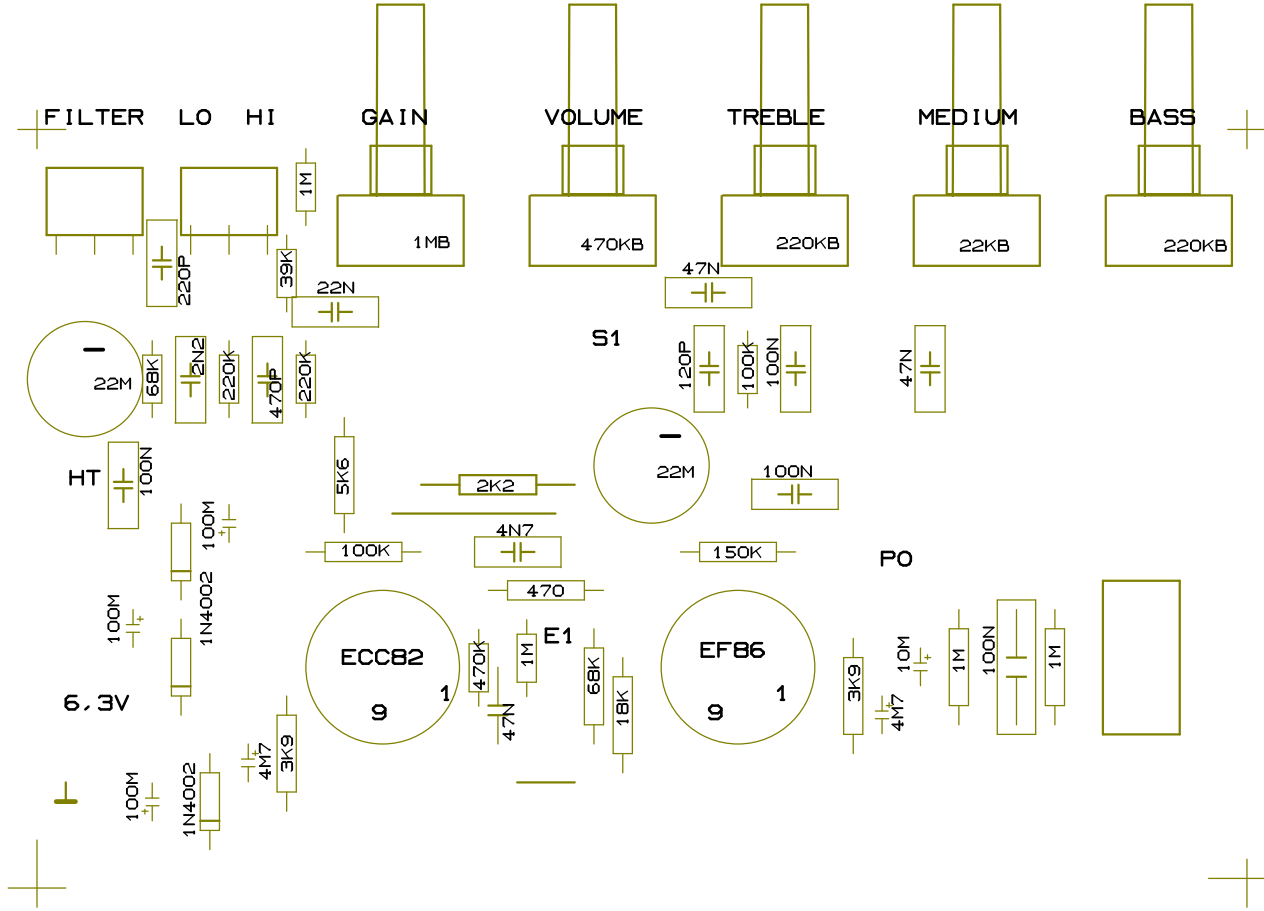 FILTER LO HI GAIN VOLUME TREBLE MEDIUM BASS
1M
1MB 470KB 220KB 22KB 220KB
220P
39K
47N
22N
S1
22M
68K
2N2
220K
470P
220K
120P
100K
100N
47N
HT
100N
5K6
2K2
22M
100N
100M
4N7
100K
150K
PO
1N4002
470
100M
ECC82
470K
1M
E1
68K
EF86
10M
1M
100N
1M
3K9
6,3V
1
9
47N
18K
1
9
4M7
4M7
3K9
100M
1N4002